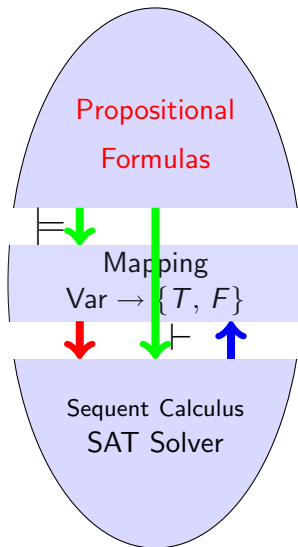 Propositional
Formulas
⊨
Mapping
Var → {T, F}
⊢
Sequent Calculus
SAT Solver